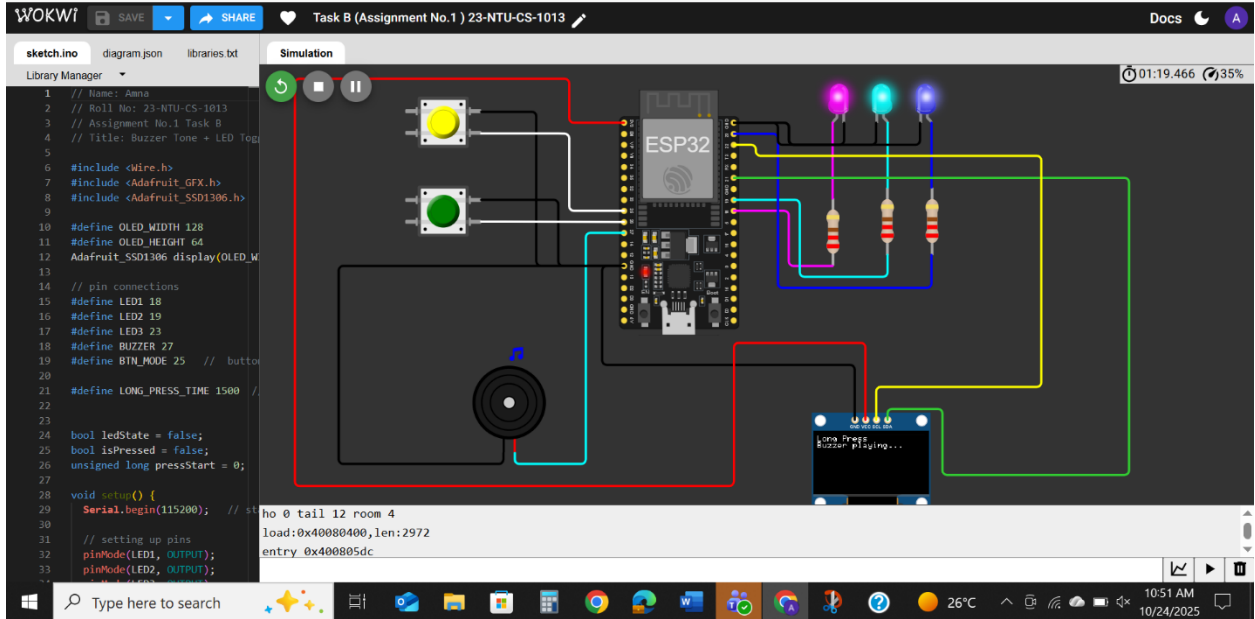 WOKWI SAVE SHARE Task B (Assignment No.1 ) 23-NTU-CS-1013 Docs A
sketch.ino diagram.json libraries.txt Simulation
Library Manager
01:19.466 35%
1 // Name: Amna
2 // Roll No: 23-NTU-CS-1013
3 // Assignment No.1 Task B
4 // Title: Buzzer Tone + LED Togg
5
6 #include <Wire.h>
7 #include <Adafruit_GFX.h>
8 #include <Adafruit_SSD1306.h>
9
10 #define OLED_WIDTH 128
11 #define OLED_HEIGHT 64
12 Adafruit_SSD1306 display(OLED_W
13
14 // pin connections
15 #define LED1 18
16 #define LED2 19
17 #define LED3 23
18 #define BUZZER 27
19 #define BTN_MODE 25 // butto
20
21 #define LONG_PRESS_TIME 1500 /
22
23
24 bool ledState = false;
25 bool isPressed = false;
26 unsigned long pressStart = 0;
27
28 void setup() {
29 Serial.begin(115200); // st
30
31 // setting up pins
32 pinMode(LED1, OUTPUT);
33 pinMode(LED2, OUTPUT);
ESP32
GND VCC SCL SDA
Long Press
Buzzer playing...
ho 0 tail 12 room 4
load:0x40080400,len:2972
entry 0x400805dc
Type here to search
26°C
10:51 AM
10/24/2025